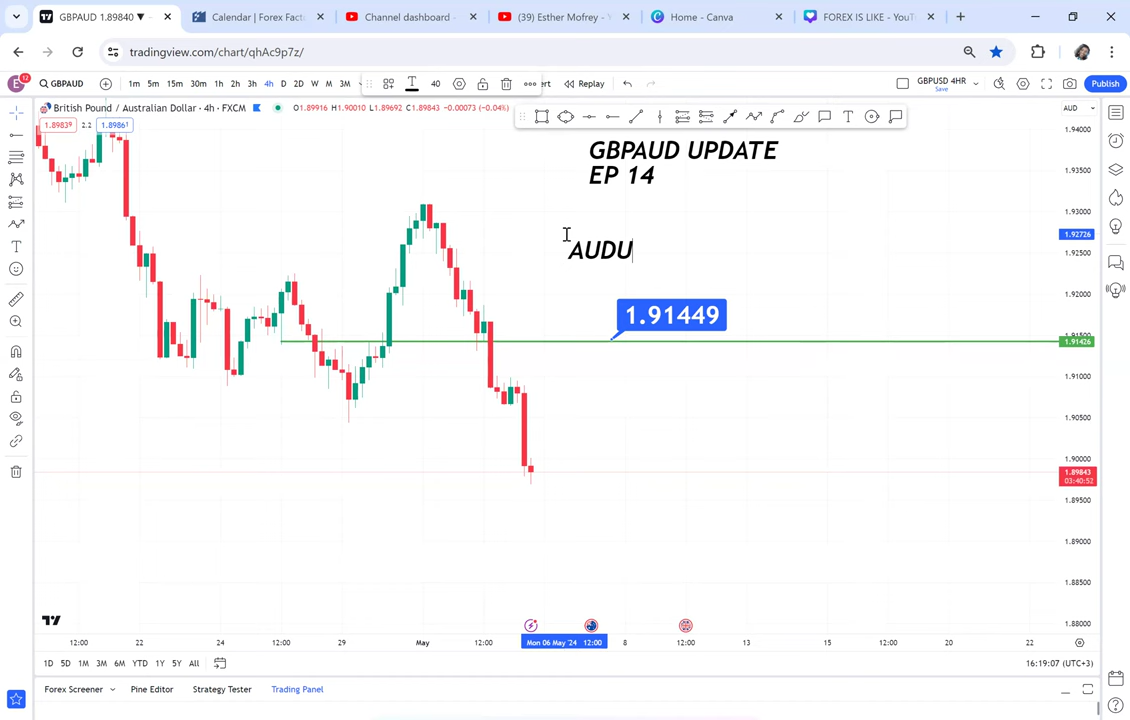 GBPAUD 1.89840 ▼
Calendar | Forex Fact
Channel dashboard -
(39) Esther Mofrey -
Home - Canva
FOREX IS LIKE - YouT
tradingview.com/chart/qhAc9p7z/
E 12 GBPAUD 1m 5m 15m 30m 1h 2h 3h 4h D 2D W M 3M T 40 ert Replay GBPUSD 4HR Save Publish
British Pound / Australian Dollar · 4h · FXCM O1.89916 H1.90010 L1.89692 C1.89843 -0.00073 (-0.04%) AUD
1.89839 2.2 1.89861
GBPAUD UPDATE
EP 14
AUDU
1.91449
1.94000
1.93500
1.93000
1.92726
1.92500
1.92000
1.91500
1.91426
1.91000
1.90500
1.90000
1.89843
03:40:52
1.89500
1.89000
1.88500
1.88000
12:00 22 24 12:00 29 May 12:00 Mon 06 May '24 12:00 8 12:00 13 15 12:00 20 22
1D 5D 1M 3M 6M YTD 1Y 5Y All 16:19:07 (UTC+3)
Forex Screener Pine Editor Strategy Tester Trading Panel